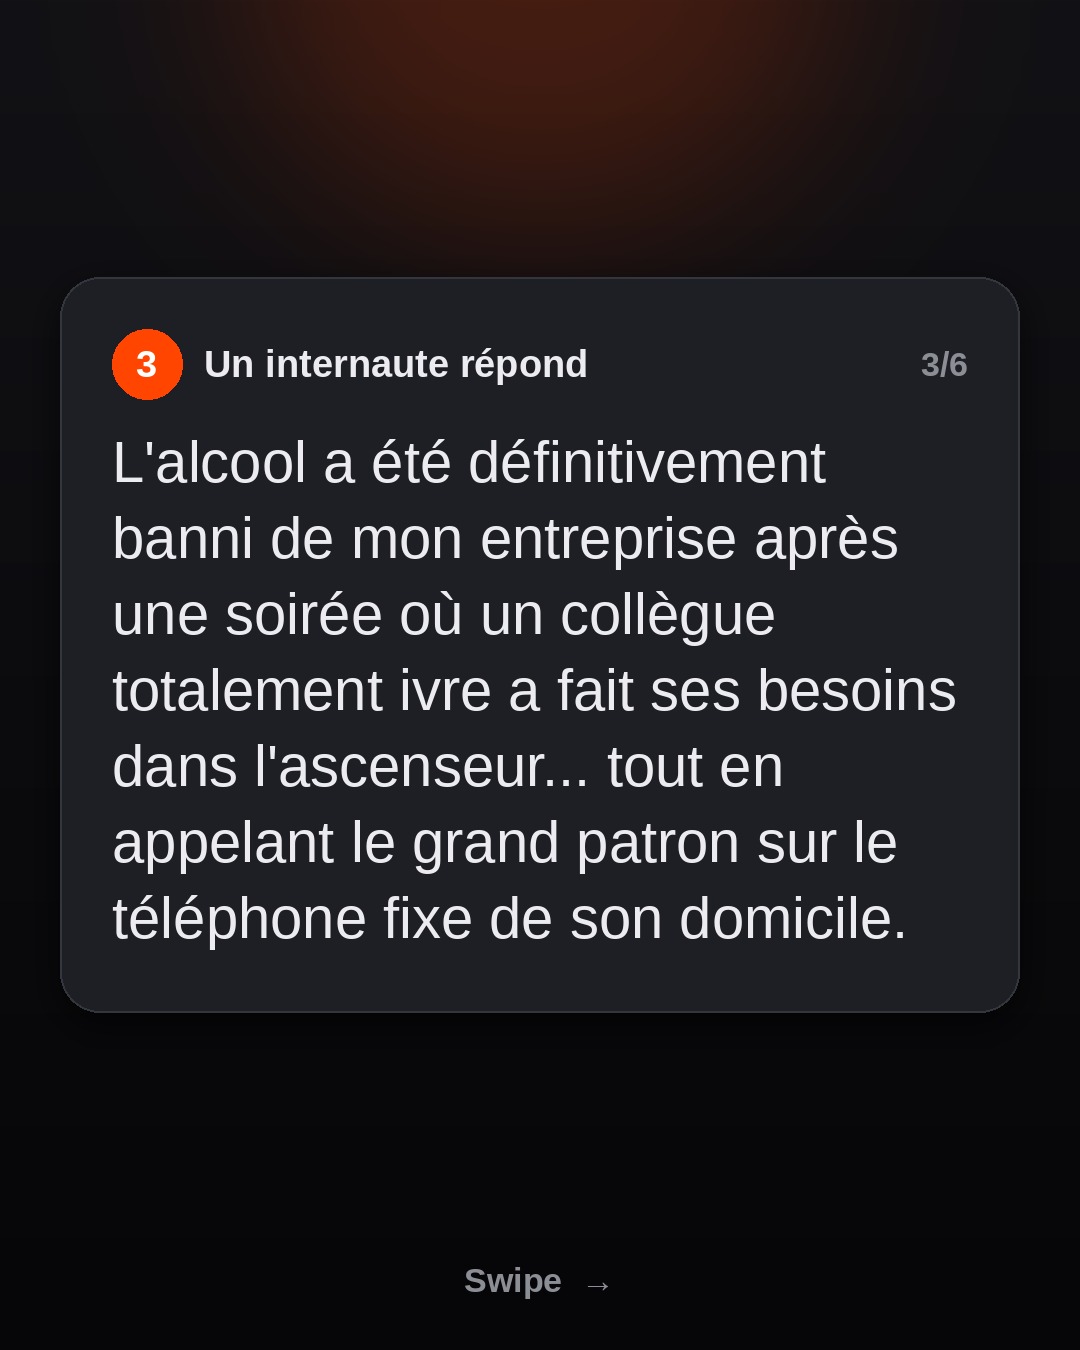 3 Un internaute répond 3/6
L'alcool a été définitivement
banni de mon entreprise après
une soirée où un collègue
totalement ivre a fait ses besoins
dans l'ascenseur... tout en
appelant le grand patron sur le
téléphone fixe de son domicile.
Swipe →